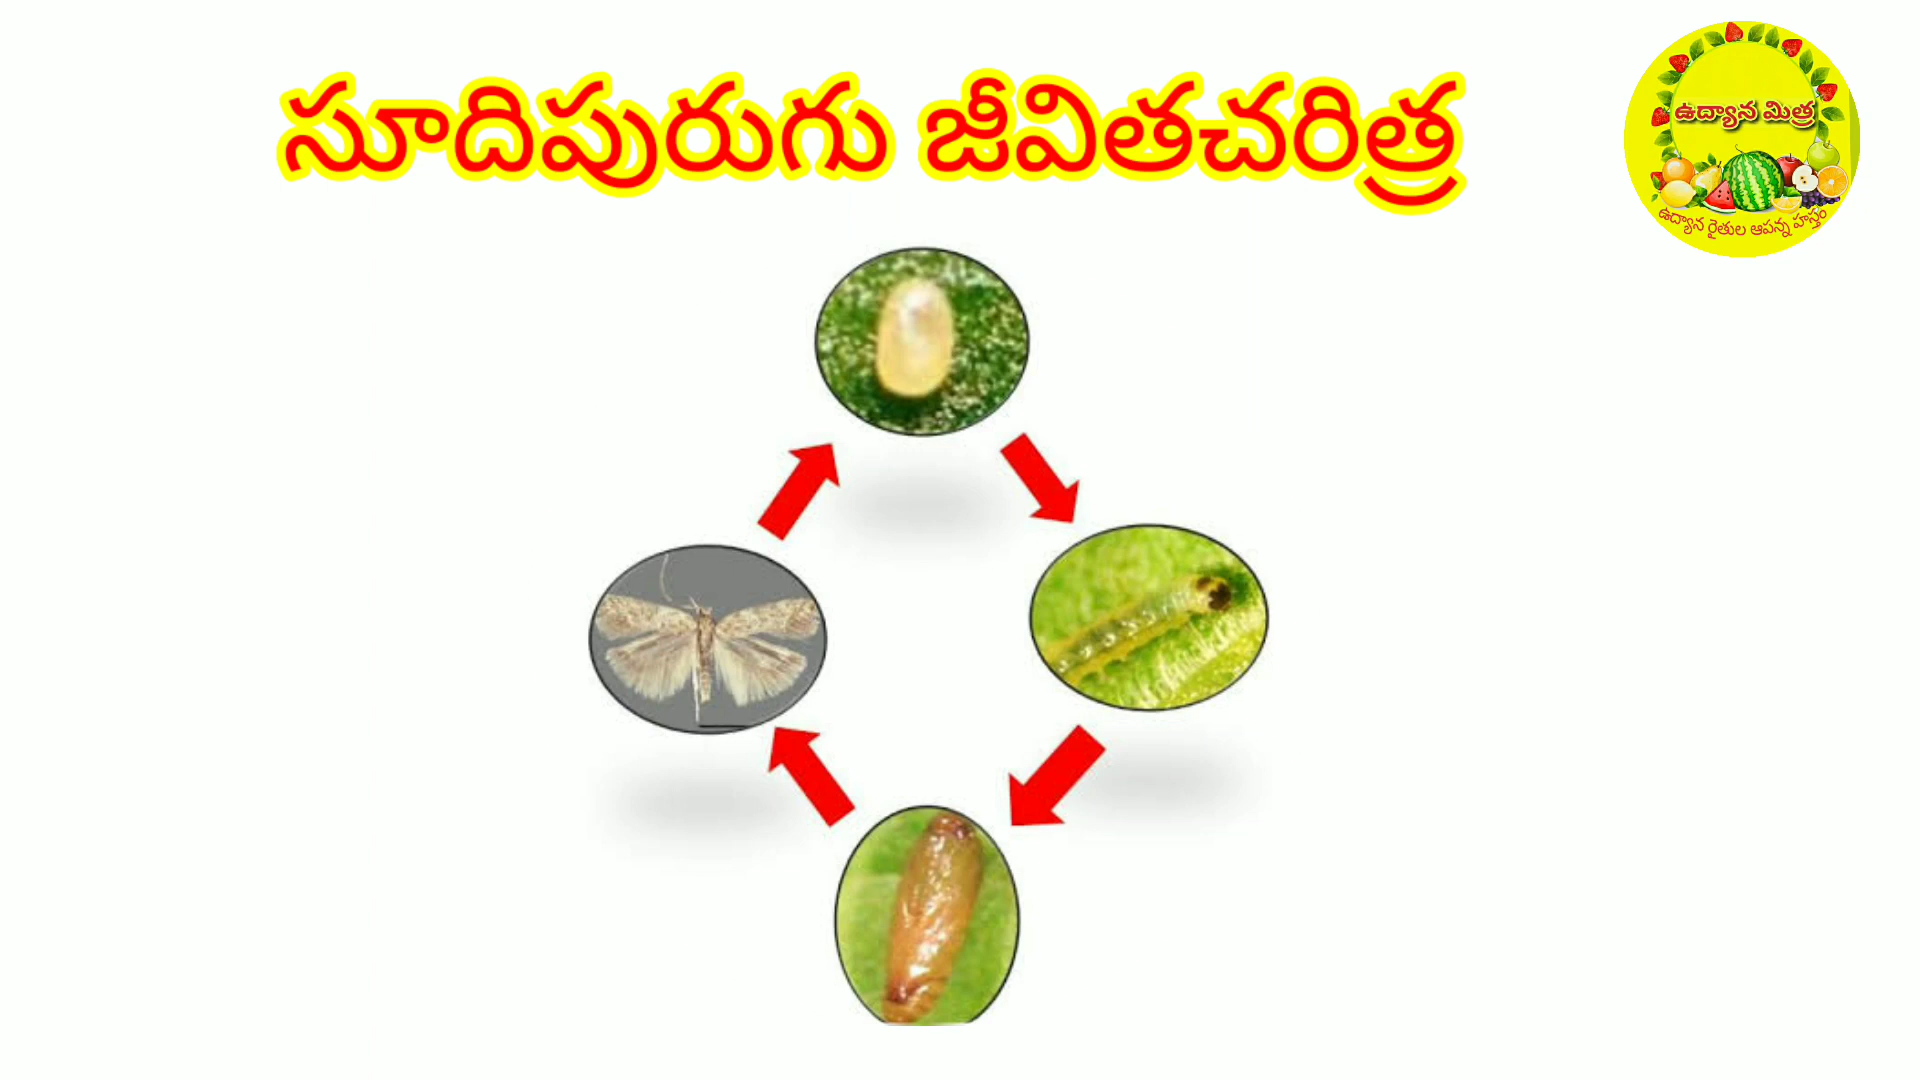 సూదిపురుగు జీవితచరిత్ర
ఉద్యాన మిత్ర
ఉద్యాన రైతుల ఆపన్న హస్తం